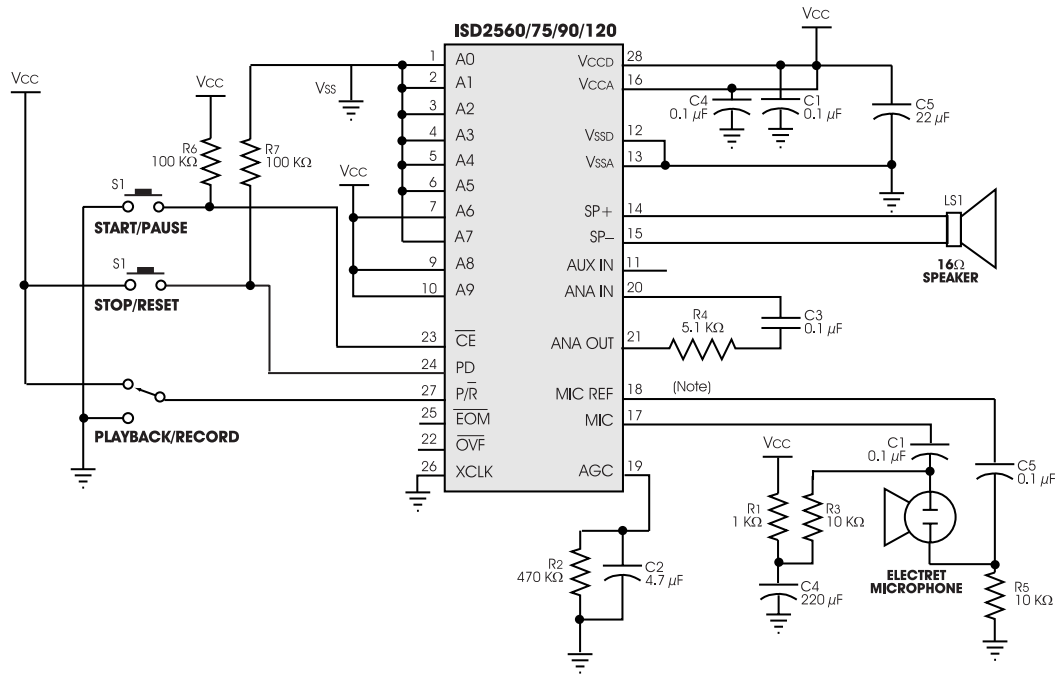 ISD2560/75/90/120
VCC
VCC
VCC
VSS
R6
100 KΩ
R7
100 KΩ
S1
START/PAUSE
S1
STOP/RESET
PLAYBACK/RECORD
VCC
1 A0
2 A1
3 A2
4 A3
5 A4
6 A5
7 A6
A7
9 A8
10 A9
23 C̅E̅
24 PD
27 P/R̅
25 E̅O̅M̅
22 O̅V̅F̅
26 XCLK
VCCD 28
VCCA 16
VSSD 12
VSSA 13
SP+ 14
SP– 15
AUX IN 11
ANA IN 20
ANA OUT 21
MIC REF 18
MIC 17
AGC 19
C4
0.1 µF
C1
0.1 µF
C5
22 µF
LS1
16Ω
SPEAKER
R4
5.1 KΩ
C3
0.1 µF
(Note)
C1
0.1 µF
C5
0.1 µF
VCC
R1
1 KΩ
R3
10 KΩ
C4
220 µF
ELECTRET
MICROPHONE
R5
10 KΩ
R2
470 KΩ
C2
4.7 µF